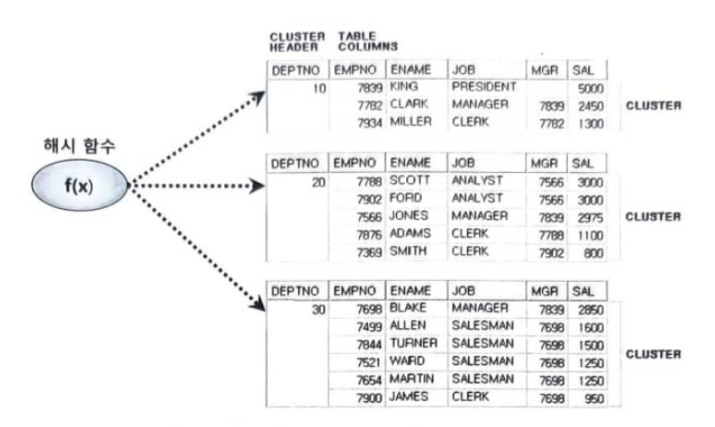 CLUSTER TABLE
HEADER COLUMNS
DEPTNO EMPNO ENAME JOB MGR SAL
10 7839 KING PRESIDENT 5000
7782 CLARK MANAGER 7839 2450 CLUSTER
7934 MILLER CLERK 7782 1300
해시 함수
f(x)
DEPTNO EMPNO ENAME JOB MGR SAL
20 7788 SCOTT ANALYST 7566 3000
7902 FORD ANALYST 7566 3000
7566 JONES MANAGER 7839 2975 CLUSTER
7876 ADAMS CLERK 7788 1100
7369 SMITH CLERK 7902 800
DEPTNO EMPNO ENAME JOB MGR SAL
30 7698 BLAKE MANAGER 7839 2850
7499 ALLEN SALESMAN 7698 1600
7844 TURNER SALESMAN 7698 1500
7521 WARD SALESMAN 7698 1250 CLUSTER
7654 MARTIN SALESMAN 7698 1250
7900 JAMES CLERK 7698 950